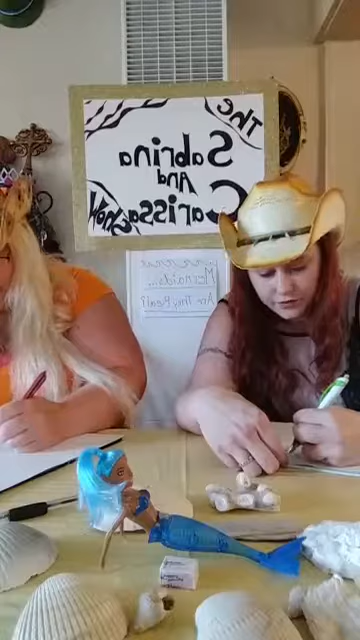 The
Sabrina
And
Carissa Show
Mermaids...
Are They Real?